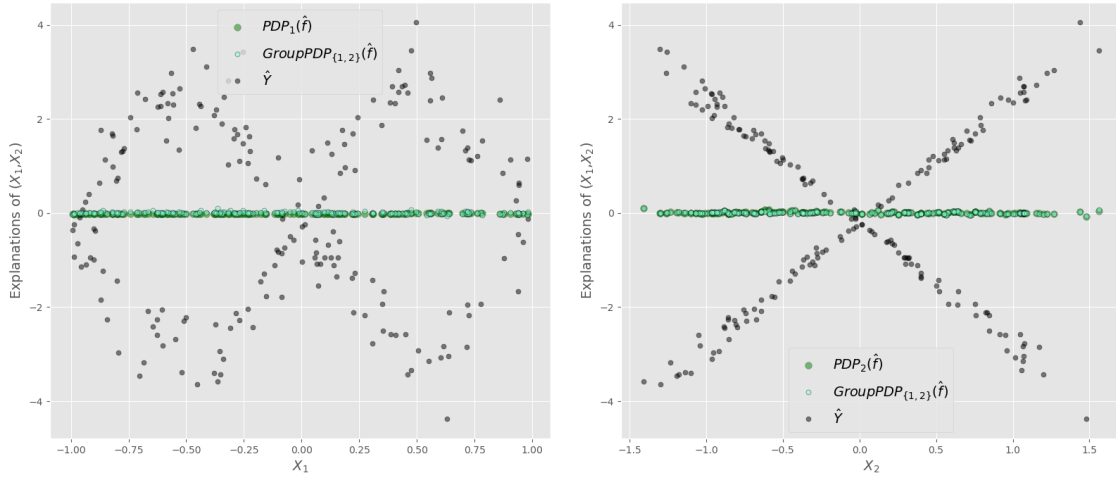 Explanations of (X₁,X₂)
4
2
0
−2
−4
PDP₁(f̂)
GroupPDP{1, 2}(f̂)
Ŷ
−1.00 −0.75 −0.50 −0.25 0.00 0.25 0.50 0.75 1.00
X₁
Explanations of (X₁,X₂)
4
2
0
−2
−4
PDP₂(f̂)
GroupPDP{1, 2}(f̂)
Ŷ
−1.5 −1.0 −0.5 0.0 0.5 1.0 1.5
X₂